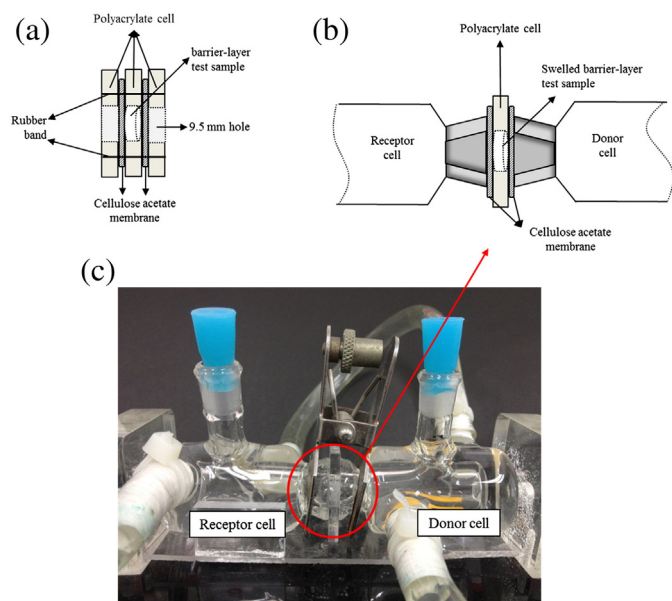 (a)
Polyacrylate cell
barrier-layer
test sample
Rubber
band
9.5 mm hole
Cellulose acetate
membrane
(b)
Polyacrylate cell
Swelled barrier-layer
test sample
Receptor
cell
Donor
cell
Cellulose acetate
membrane
(c)
Receptor cell
Donor cell